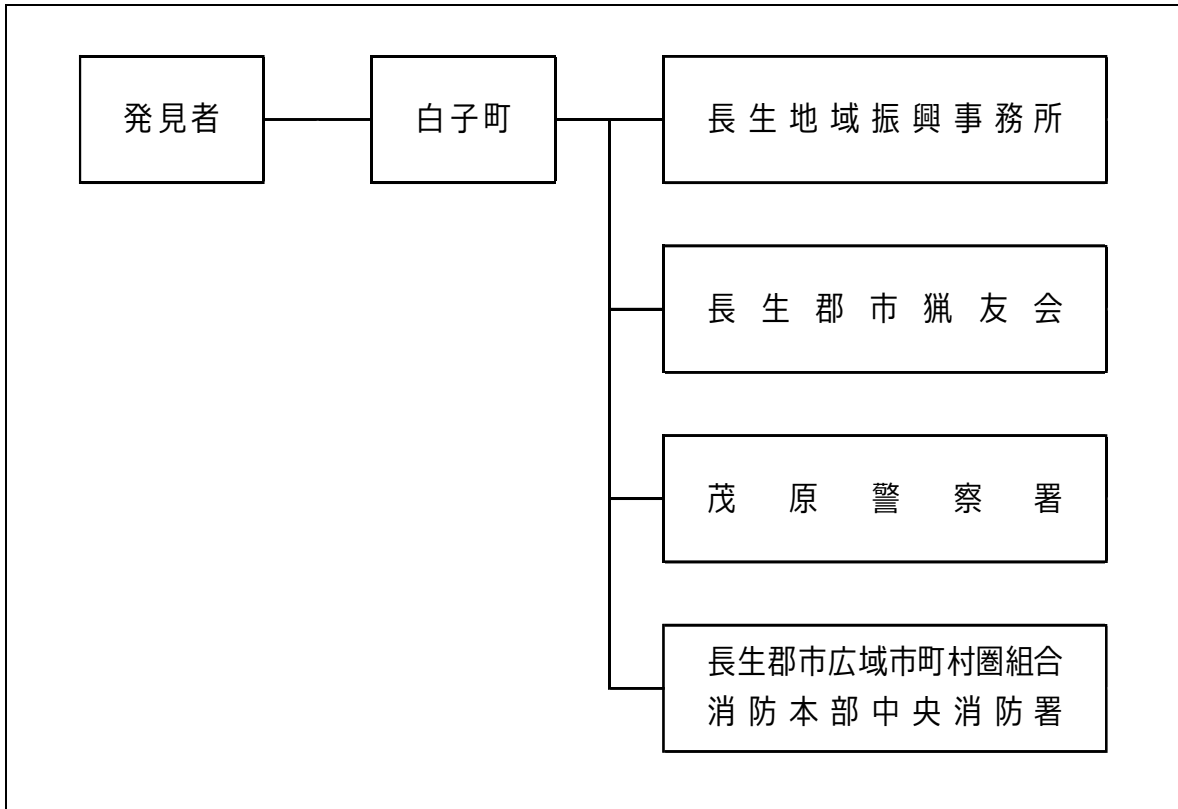 発見者
白子町
長生地域振興事務所
長生郡市猟友会
茂原警察署
長生郡市広域市町村圏組合
消防本部中央消防署